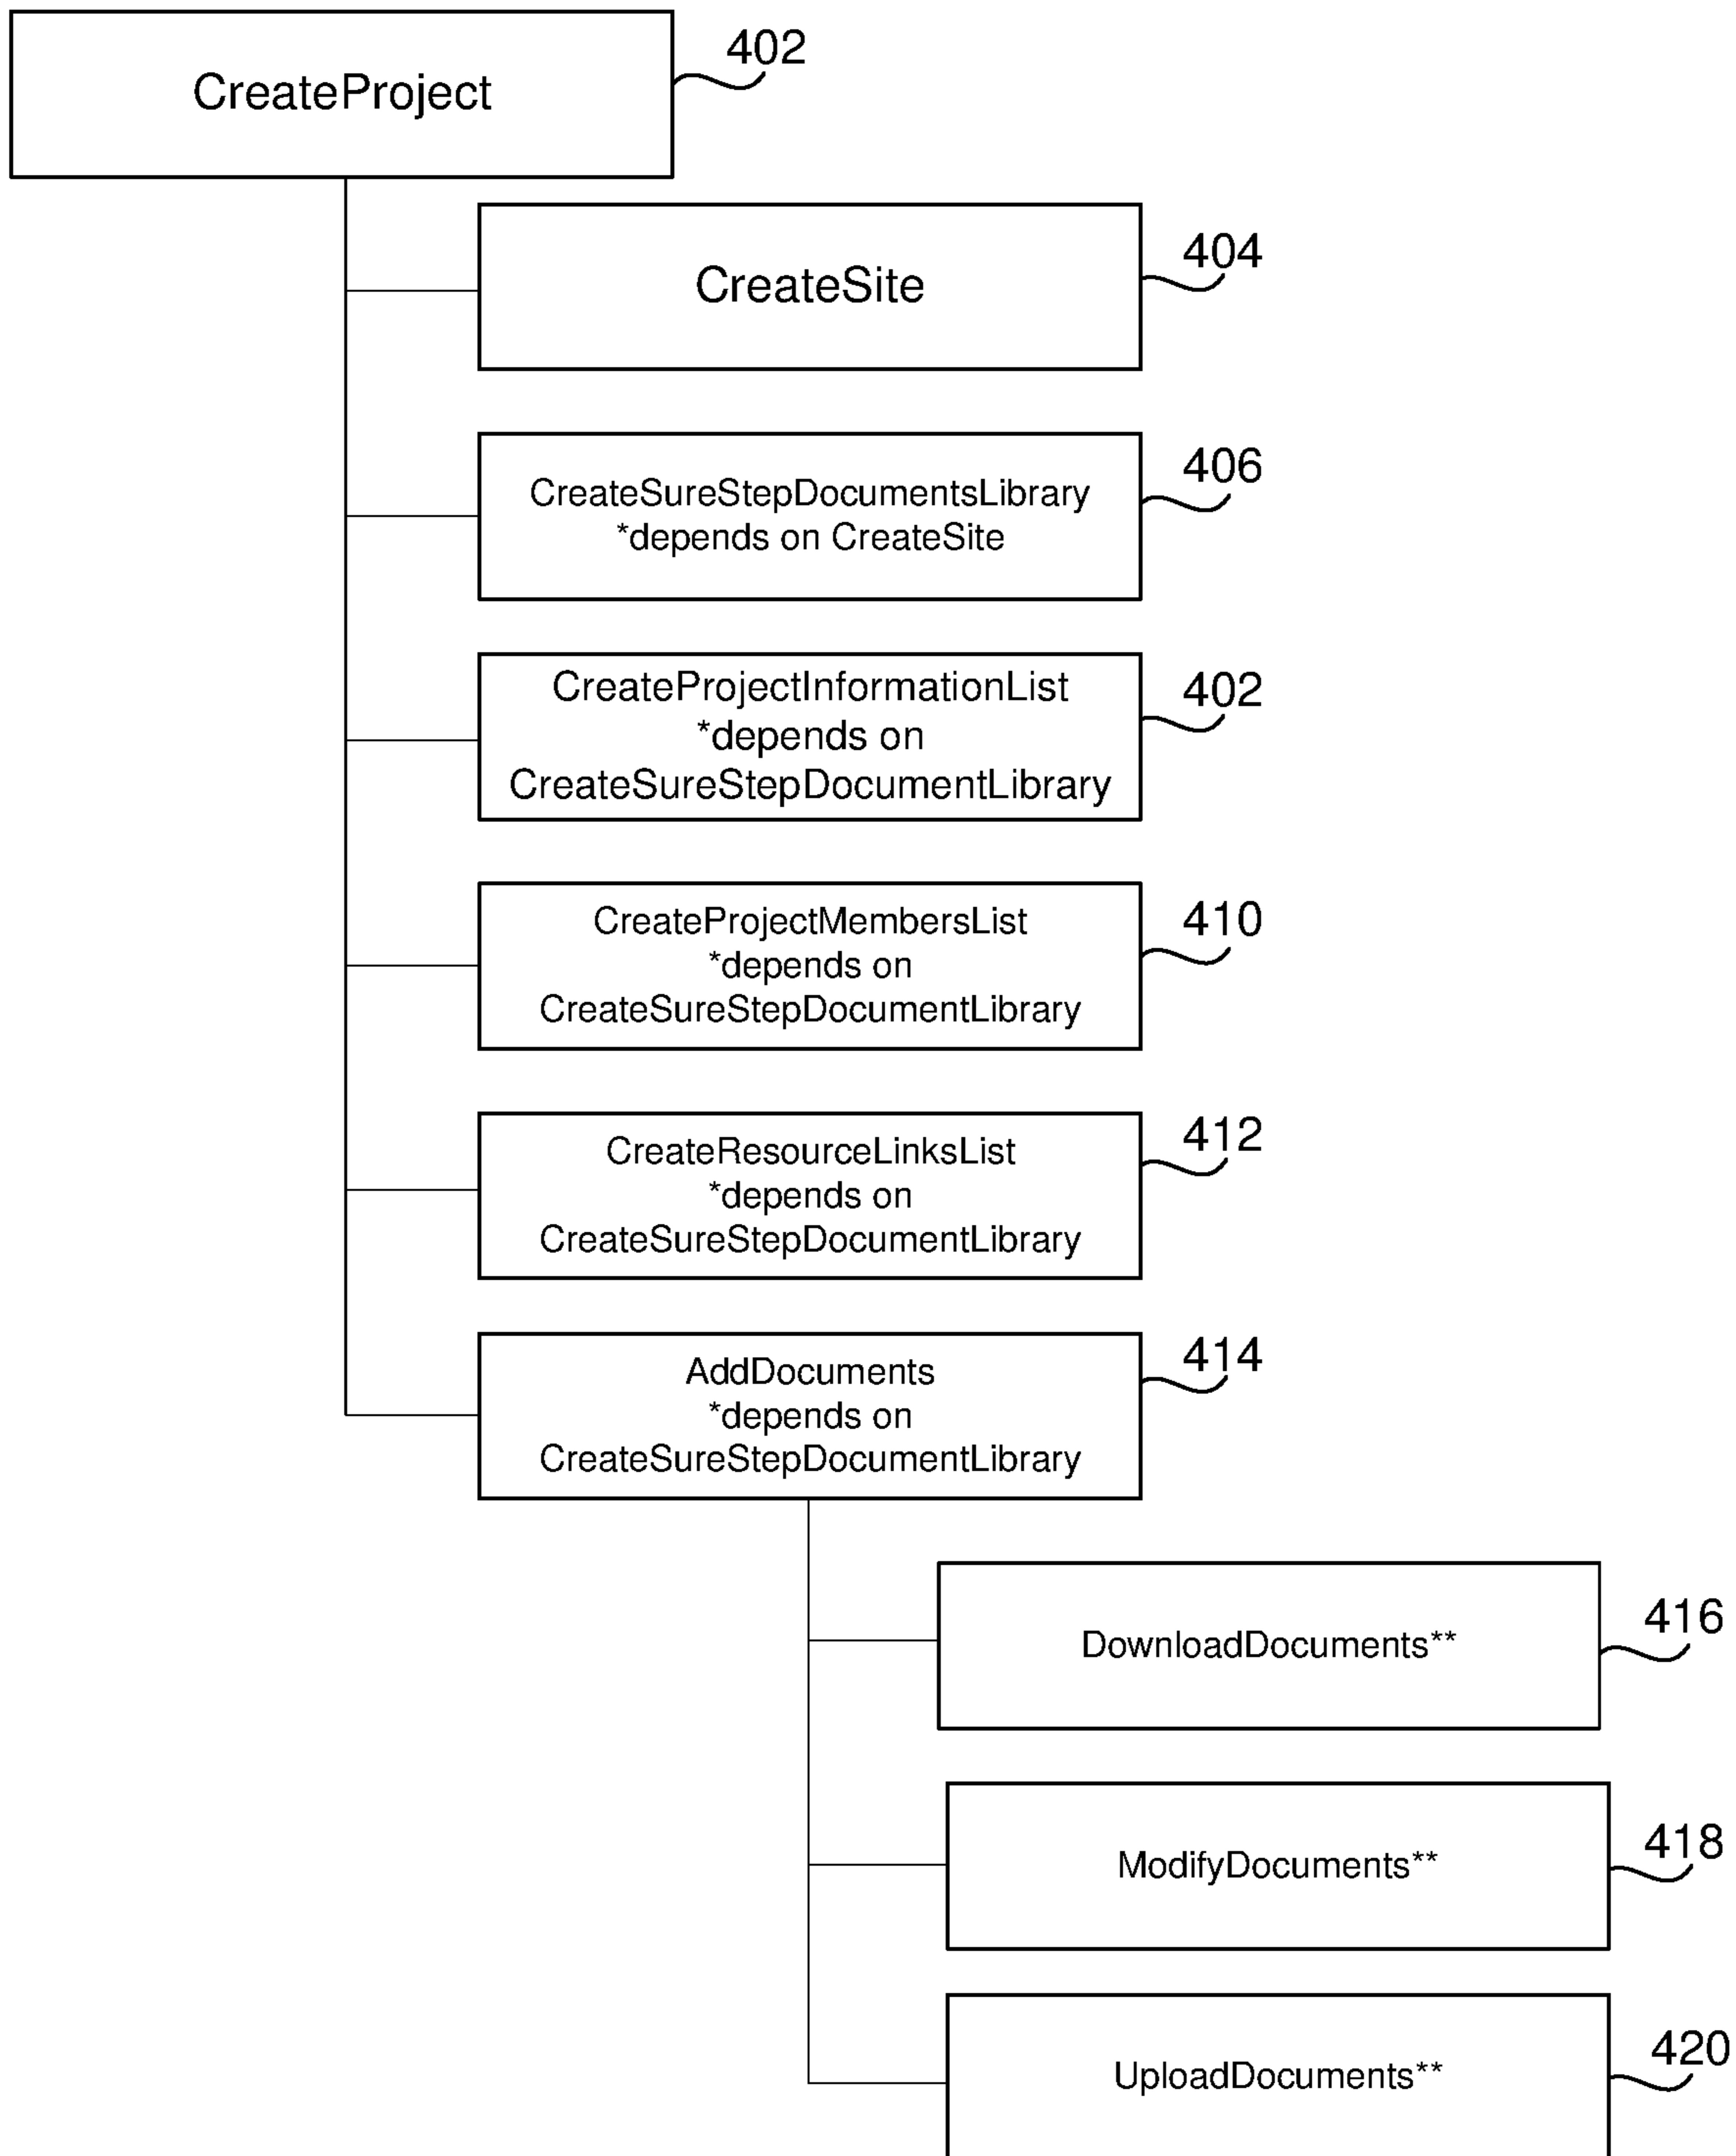 CreateProject
402
CreateSite
404
CreateSureStepDocumentsLibrary
*depends on CreateSite
406
CreateProjectInformationList
*depends on
CreateSureStepDocumentLibrary
402
CreateProjectMembersList
*depends on
CreateSureStepDocumentLibrary
410
CreateResourceLinksList
*depends on
CreateSureStepDocumentLibrary
412
AddDocuments
*depends on
CreateSureStepDocumentLibrary
414
DownloadDocuments**
416
ModifyDocuments**
418
UploadDocuments**
420